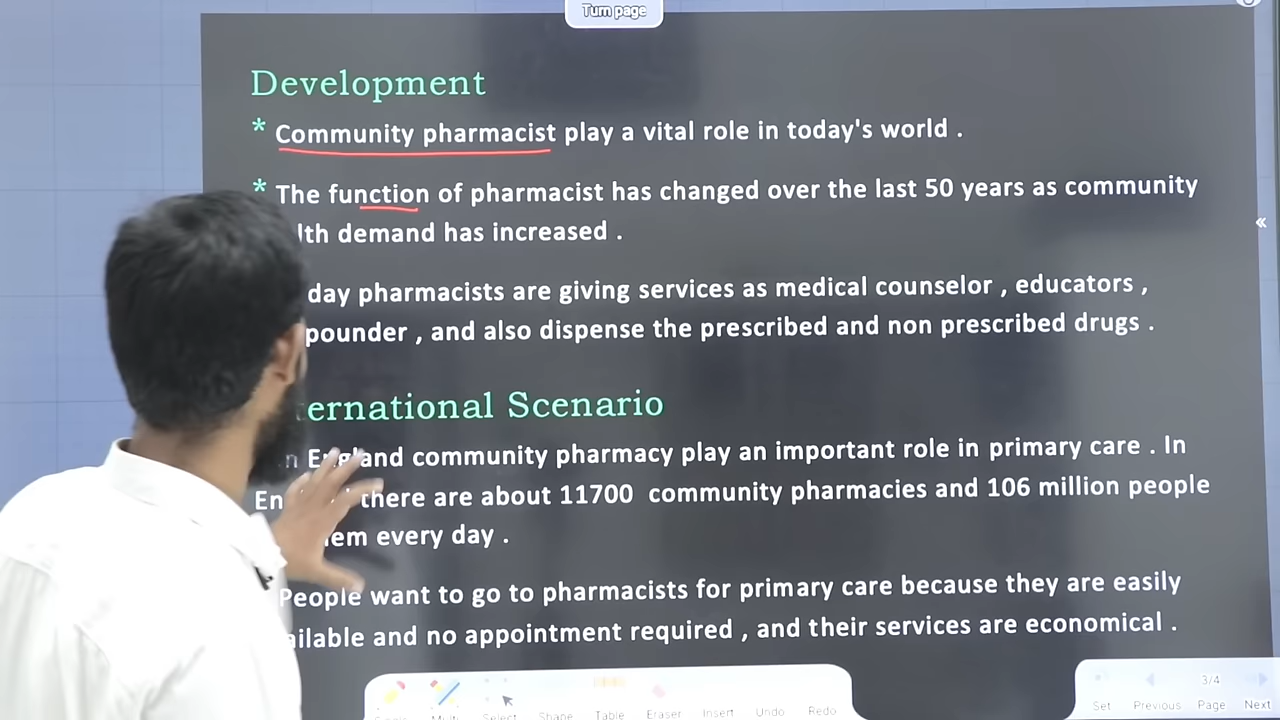 Turn page
Development
* Community pharmacist play a vital role in today's world .
* The function of pharmacist has changed over the last 50 years as community
lth demand has increased .
day pharmacists are giving services as medical counselor , educators ,
pounder , and also dispense the prescribed and non prescribed drugs .
ternational Scenario
n England community pharmacy play an important role in primary care . In
En there are about 11700 community pharmacies and 106 million people
em every day .
People want to go to pharmacists for primary care because they are easily
ailable and no appointment required , and their services are economical .
3/4
Select Shape Table Eraser Insert Undo Redo Set Previous Page Next